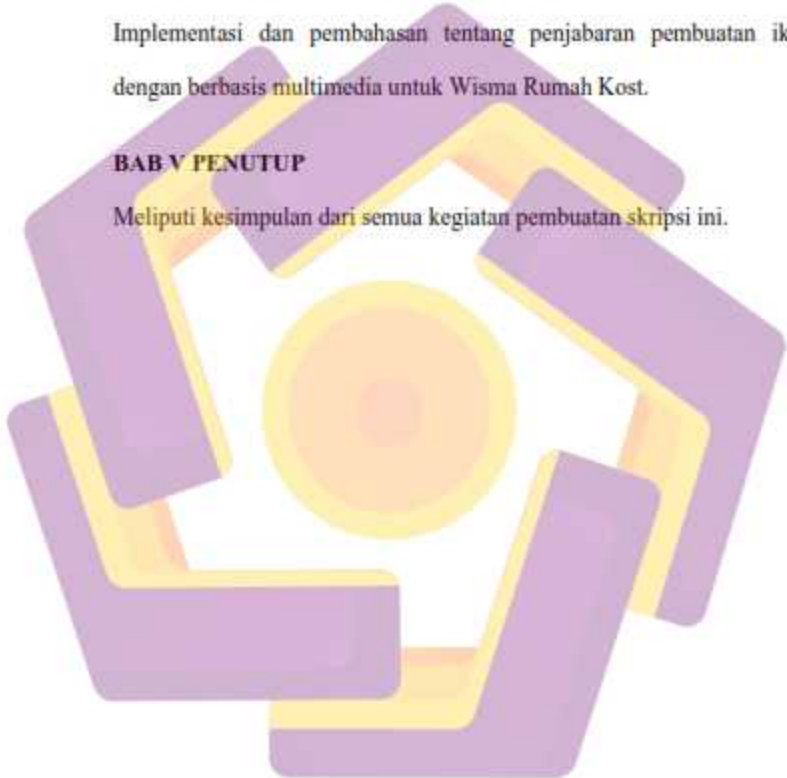 Implementasi dan pembahasan tentang penjabaran pembuatan ik
dengan berbasis multimedia untuk Wisma Rumah Kost.
BAB V PENUTUP
Meliputi kesimpulan dari semua kegiatan pembuatan skripsi ini.